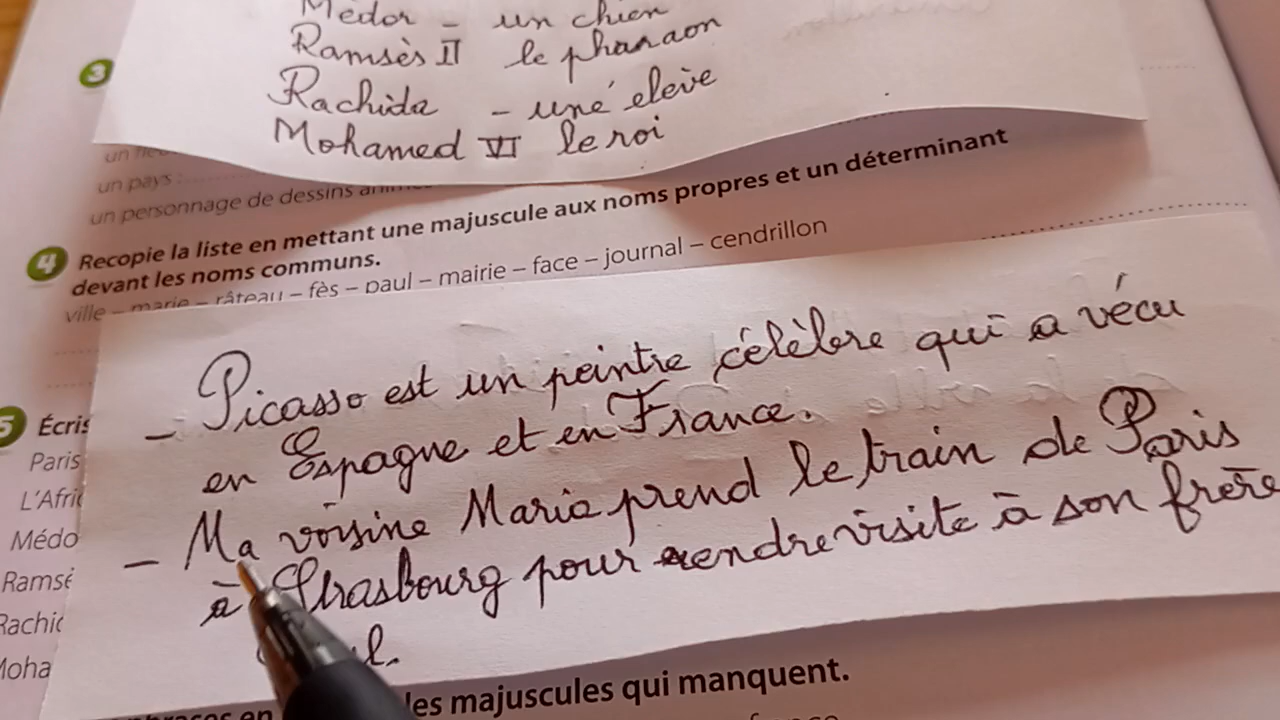 Médor - un chien
Ramsès II le pharaon
3
Rachida - une élève
Mohamed VI le roi
un pays
un personnage de dessins
4 Recopie la liste en mettant une majuscule aux noms propres et un déterminant
devant les noms communs.
ville – marie – râteau – fès – paul – mairie – face – journal – cendrillon
- Picasso est un peintre célèbre qui a vécu
en Espagne et en France.
5 Écris
Paris
L'Afri
- Ma voisine Maria prend le train de Paris
Médo
à Strasbourg pour rendre visite à son frère
Ramsè
Rachid
Moha
les majuscules qui manquent.